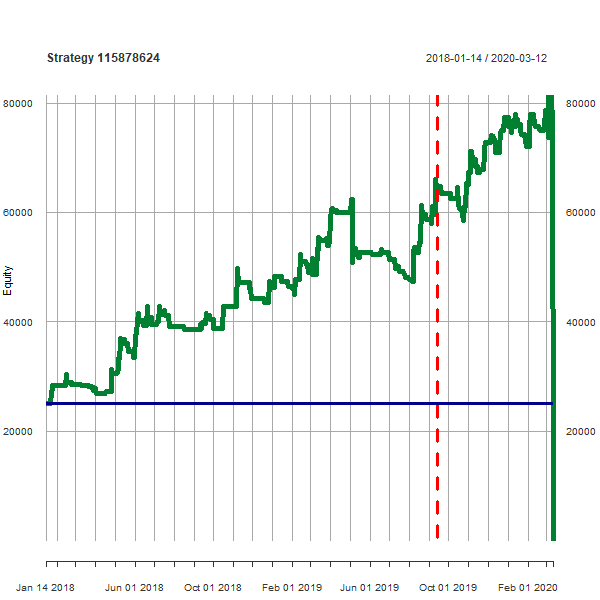 Strategy 115878624
2018-01-14 / 2020-03-12
80000 80000
60000 60000
Equity
40000 40000
20000 20000
Jan 14 2018 Jun 01 2018 Oct 01 2018 Feb 01 2019 Jun 01 2019 Oct 01 2019 Feb 01 2020